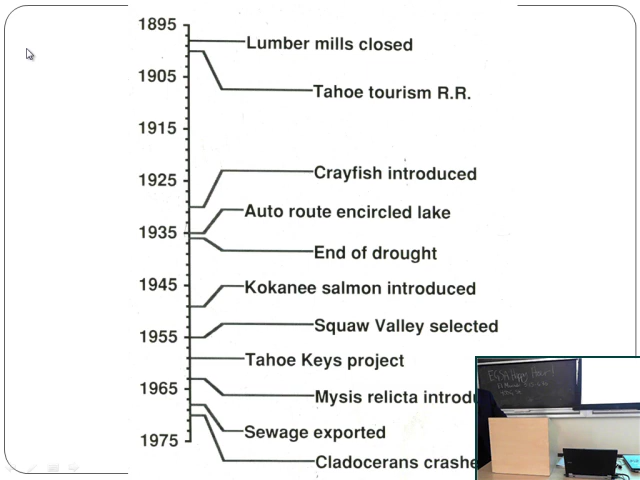 1895
Lumber mills closed
1905
Tahoe tourism R.R.
1915
Crayfish introduced
1925
Auto route encircled lake
1935
End of drought
1945
Kokanee salmon introduced
Squaw Valley selected
1955
Tahoe Keys project
1965
Mysis relicta introdu
Sewage exported
1975
Cladocerans crashe
Happy Hour!